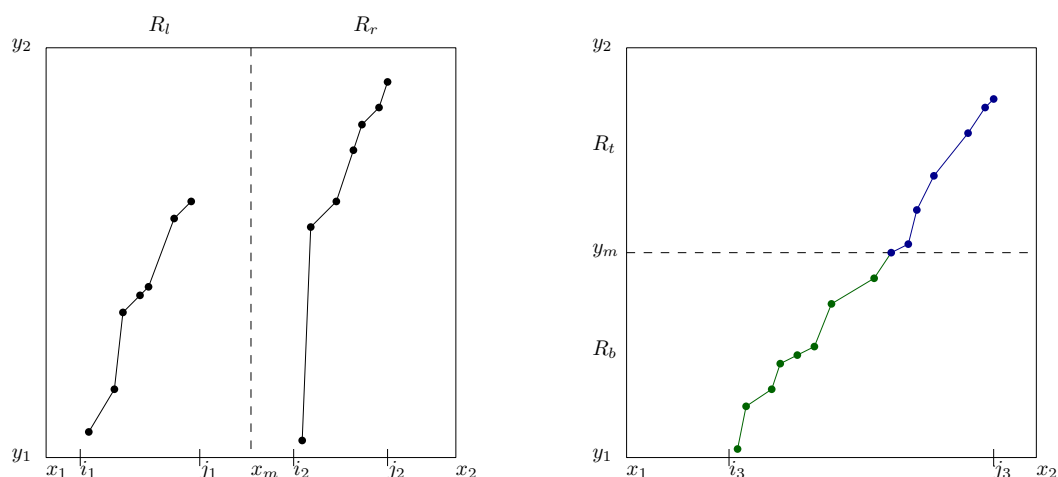 R_l R_r
y_2 y_2
R_t
y_m
R_b
y_1 y_1
x_1 i_1 j_1 x_m i_2 j_2 x_2 x_1 i_3 j_3 x_2